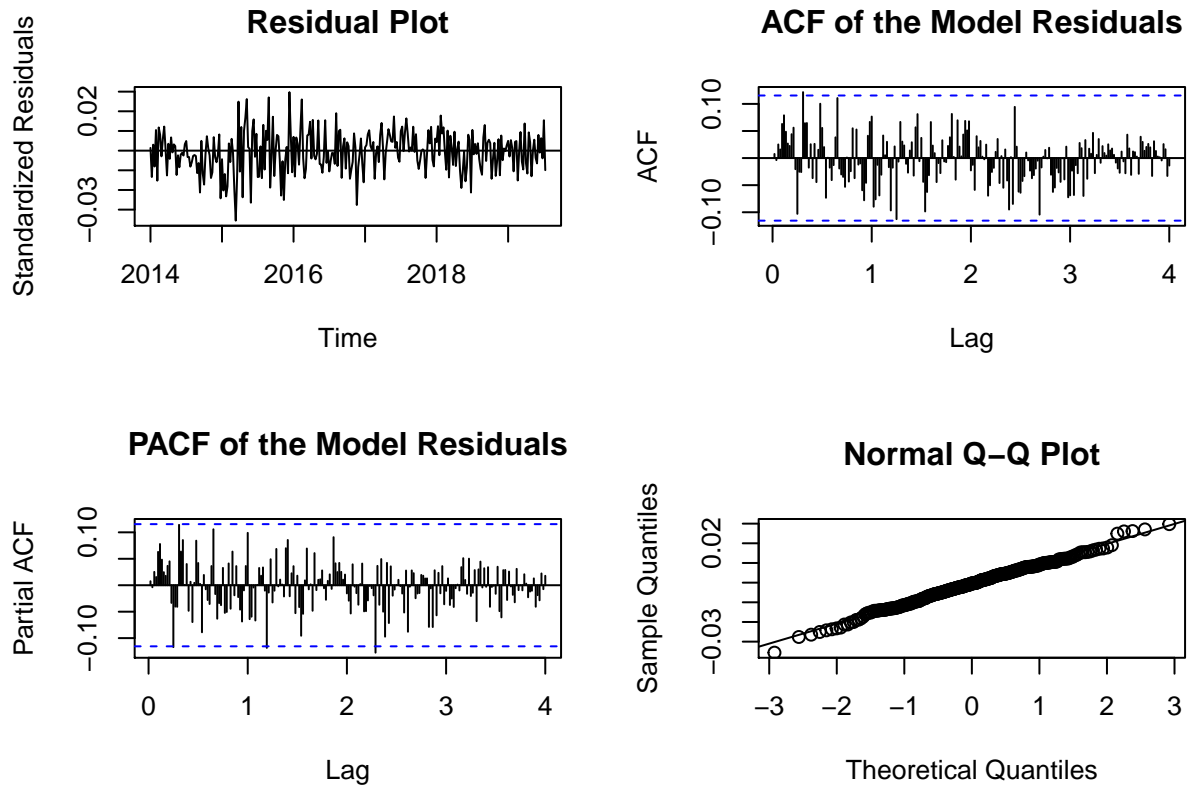 Residual Plot
Standardized Residuals
0.02
−0.03
2014 2016 2018
Time
ACF of the Model Residuals
ACF
0.10
−0.10
0 1 2 3 4
Lag
PACF of the Model Residuals
Partial ACF
0.10
−0.10
0 1 2 3 4
Lag
Normal Q−Q Plot
Sample Quantiles
0.02
−0.03
−3 −2 −1 0 1 2 3
Theoretical Quantiles